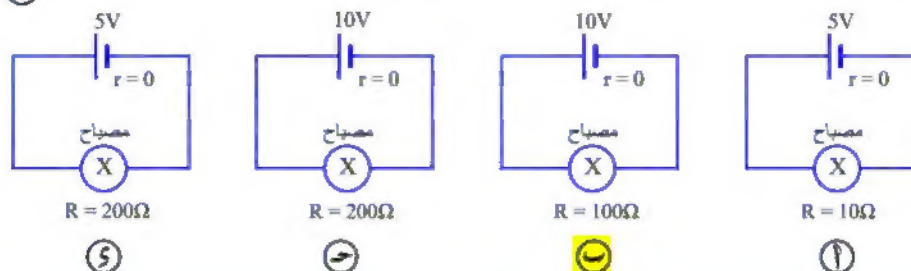 5V 10V 10V 5V
r = 0 r = 0 r = 0 r = 0
مصباح مصباح مصباح مصباح
X X X X
R = 200Ω R = 200Ω R = 100Ω R = 10Ω
د ج ب أ